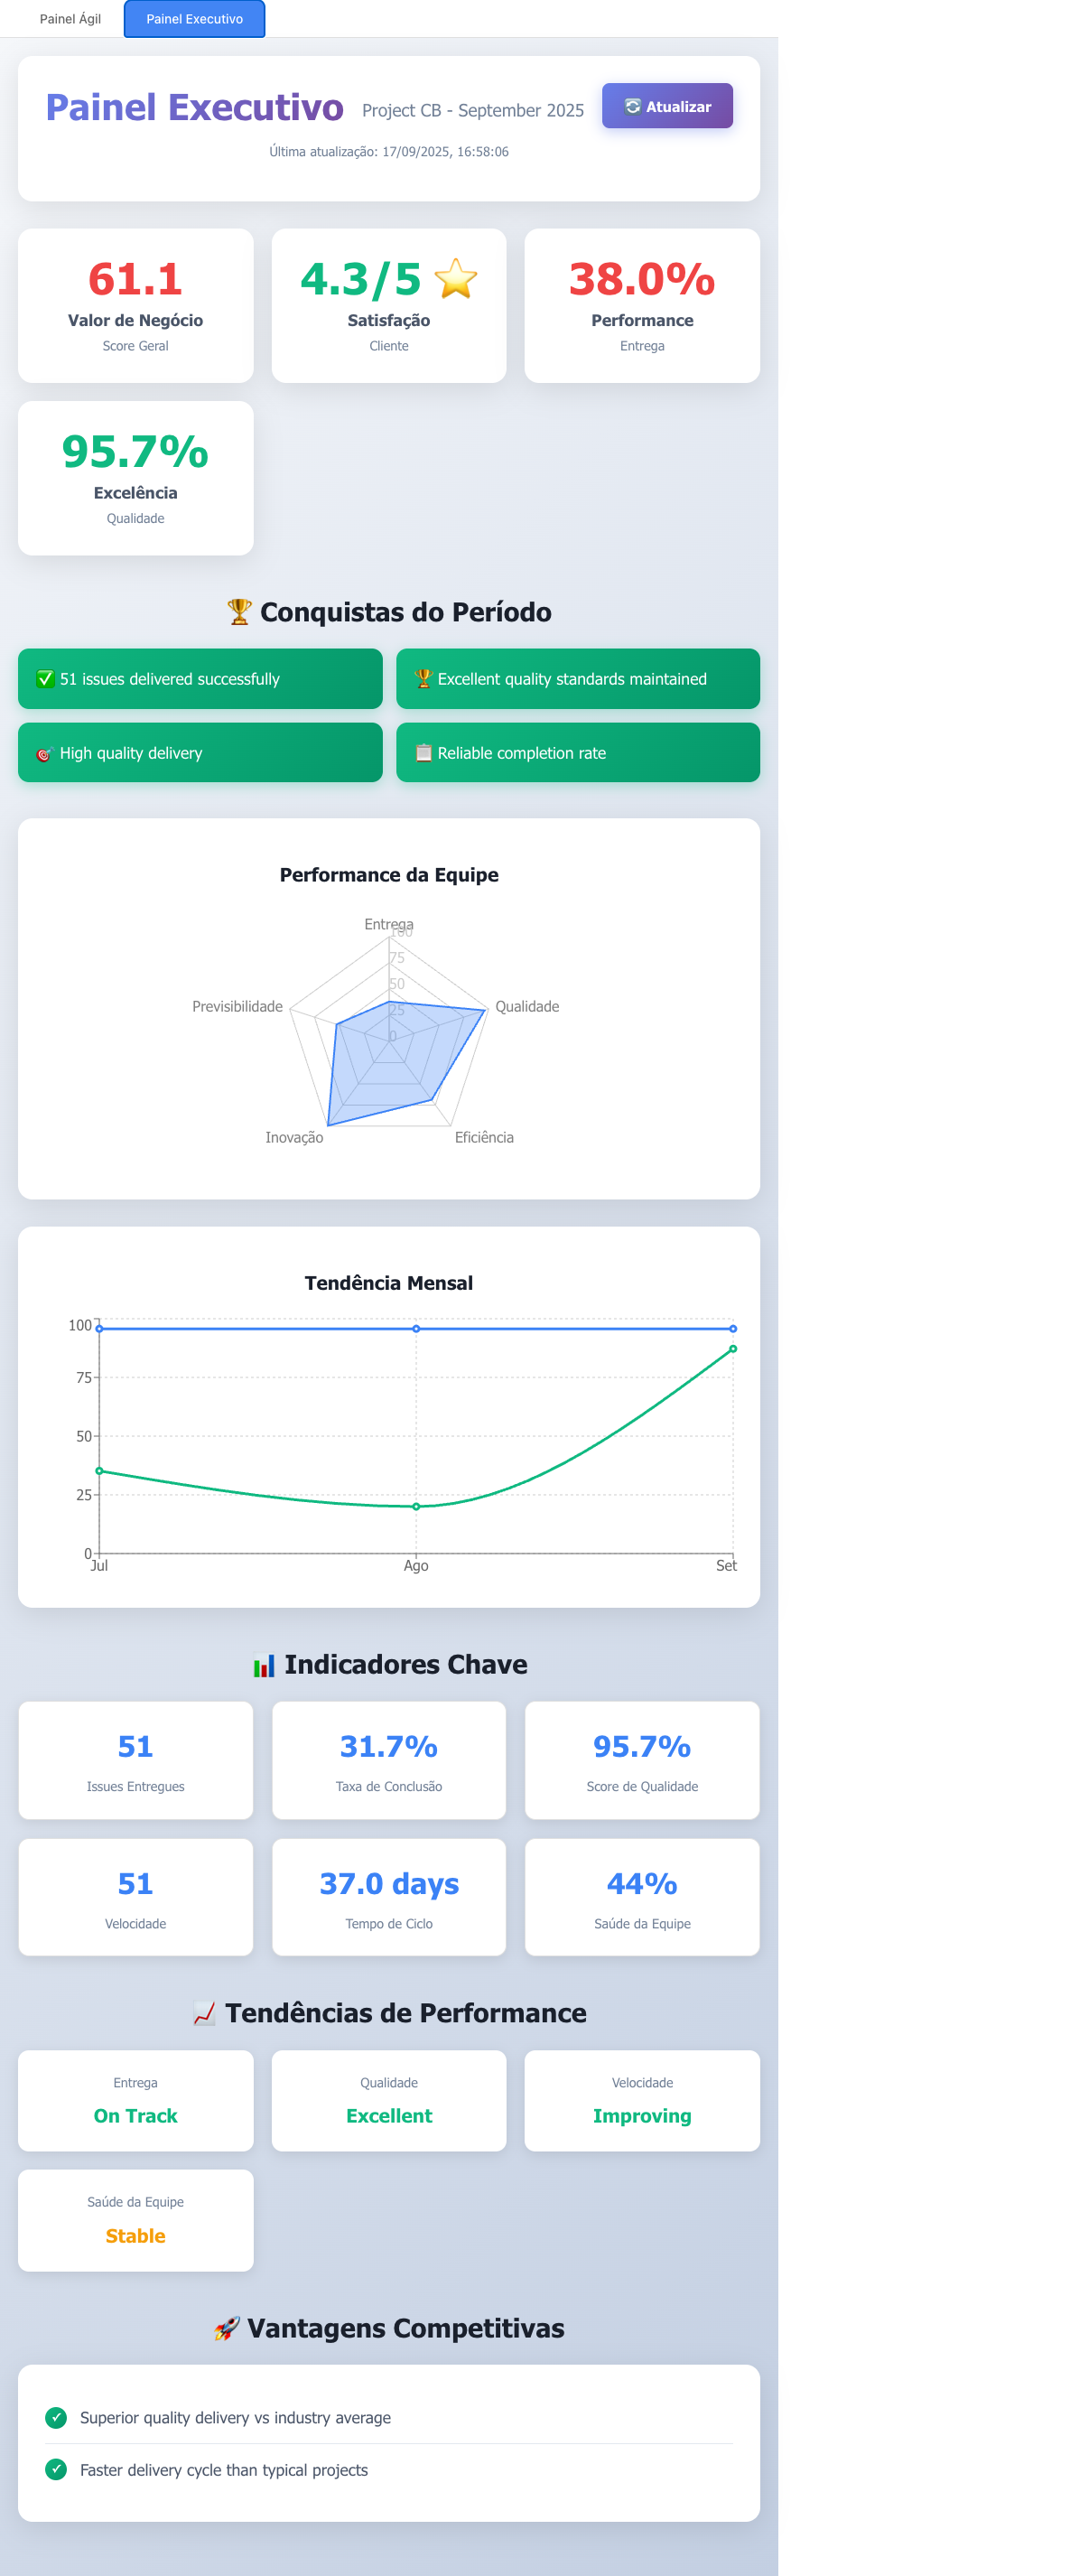 Painel Ágil
Painel Executivo
Painel Executivo
Project CB - September 2025
🔄 Atualizar
Última atualização: 17/09/2025, 16:58:06
61.1
Valor de Negócio
Score Geral
4.3/5 ⭐
Satisfação
Cliente
38.0%
Performance
Entrega
95.7%
Excelência
Qualidade
🏆 Conquistas do Período
✅ 51 issues delivered successfully
🏆 Excellent quality standards maintained
🎯 High quality delivery
📋 Reliable completion rate
Performance da Equipe
Entrega
100
75
50
25
0
Previsibilidade
Qualidade
Inovação
Eficiência
Tendência Mensal
100
75
50
25
0
Jul
Ago
Set
📊 Indicadores Chave
51
Issues Entregues
31.7%
Taxa de Conclusão
95.7%
Score de Qualidade
51
Velocidade
37.0 days
Tempo de Ciclo
44%
Saúde da Equipe
📈 Tendências de Performance
Entrega
On Track
Qualidade
Excellent
Velocidade
Improving
Saúde da Equipe
Stable
🚀 Vantagens Competitivas
✓ Superior quality delivery vs industry average
✓ Faster delivery cycle than typical projects